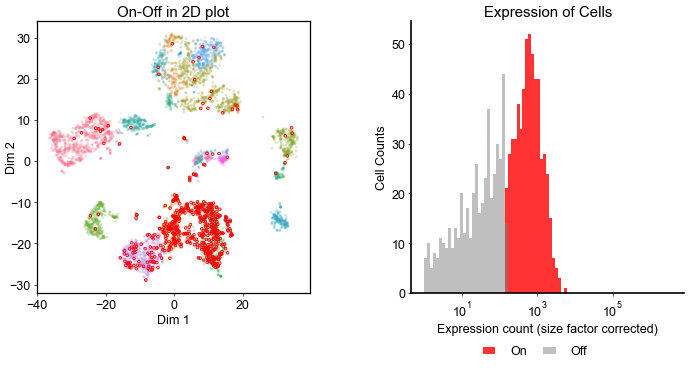 On-Off in 2D plot
Dim 2
30
20
10
0
−10
−20
−30
−40
−20
0
20
Dim 1
Expression of Cells
Cell Counts
50
40
30
20
10
0
10^1
10^3
10^5
Expression count (size factor corrected)
On
Off